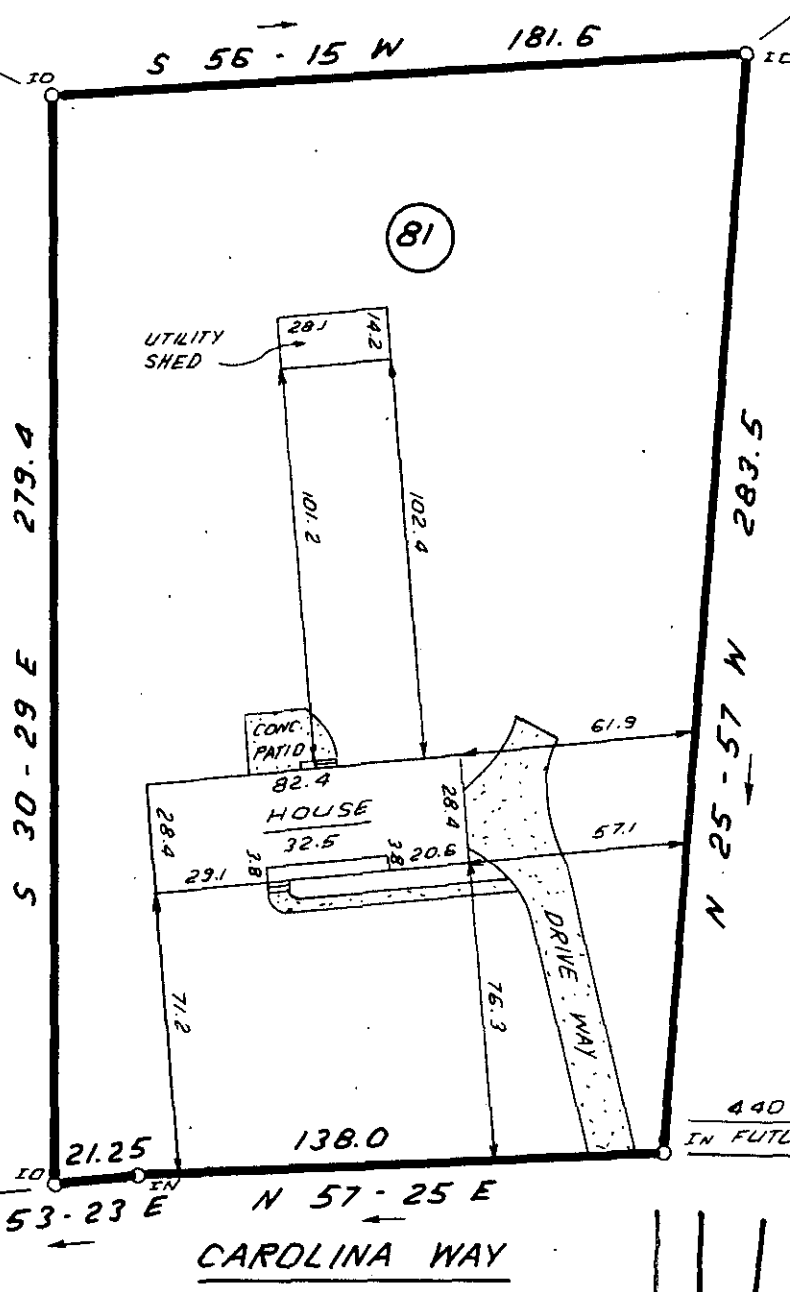 S 56-15 W 181.6
IO
81
UTILITY
SHED
28.1
14.2
S 30-29 E 279.4
N 25-57 W 283.5
101.2
102.4
CONC.
PATIO
82.4
61.9
HOUSE
28.4
28.4
32.5
3.8
3.8
29.1
20.6
57.1
71.2
76.3
DRIVE WAY
440
IN FUTU
21.25
138.0
IO
IN
53-23 E
N 57-25 E
CAROLINA WAY